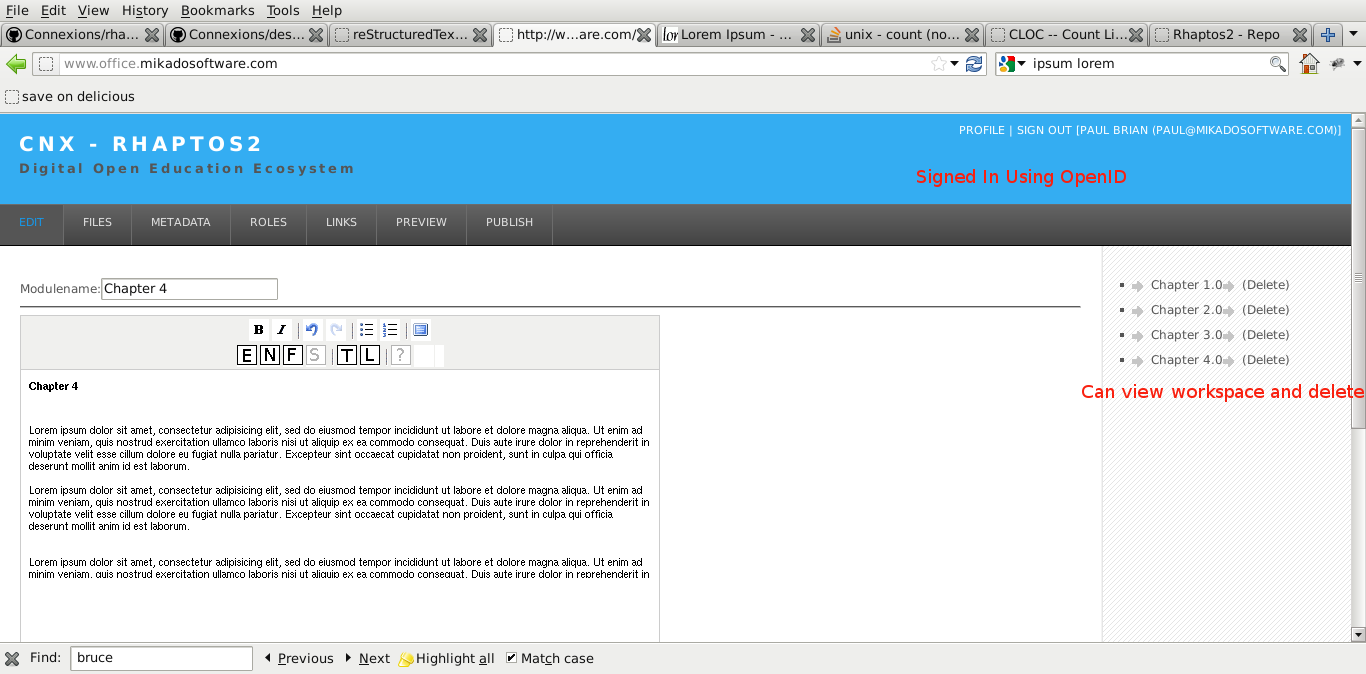 File Edit View History Bookmarks Tools Help
Connexions/rha... Connexions/des... reStructuredTex... http://w...are.com/ Lorem Ipsum - ... unix - count (no... CLOC -- Count Li... Rhaptos2 - Repo
www.office.mikadosoftware.com ipsum lorem
save on delicious
CNX - RHAPTOS2
PROFILE | SIGN OUT [PAUL BRIAN (PAUL@MIKADOSOFTWARE.COM)]
Digital Open Education Ecosystem
Signed In Using OpenID
EDIT FILES METADATA ROLES LINKS PREVIEW PUBLISH
Modulename: Chapter 4
Chapter 1.0 (Delete)
Chapter 2.0 (Delete)
Chapter 3.0 (Delete)
Chapter 4.0 (Delete)
Can view workspace and delete
B I
E N F S T L ?
Chapter 4
Lorem ipsum dolor sit amet, consectetur adipisicing elit, sed do eiusmod tempor incididunt ut labore et dolore magna aliqua. Ut enim ad
minim veniam, quis nostrud exercitation ullamco laboris nisi ut aliquip ex ea commodo consequat. Duis aute irure dolor in reprehenderit in
voluptate velit esse cillum dolore eu fugiat nulla pariatur. Excepteur sint occaecat cupidatat non proident, sunt in culpa qui officia
deserunt mollit anim id est laborum.
Lorem ipsum dolor sit amet, consectetur adipisicing elit, sed do eiusmod tempor incididunt ut labore et dolore magna aliqua. Ut enim ad
minim veniam, quis nostrud exercitation ullamco laboris nisi ut aliquip ex ea commodo consequat. Duis aute irure dolor in reprehenderit in
voluptate velit esse cillum dolore eu fugiat nulla pariatur. Excepteur sint occaecat cupidatat non proident, sunt in culpa qui officia
deserunt mollit anim id est laborum.
Lorem ipsum dolor sit amet, consectetur adipisicing elit, sed do eiusmod tempor incididunt ut labore et dolore magna aliqua. Ut enim ad
minim veniam, quis nostrud exercitation ullamco laboris nisi ut aliquip ex ea commodo consequat. Duis aute irure dolor in reprehenderit in
Find: bruce Previous Next Highlight all Match case